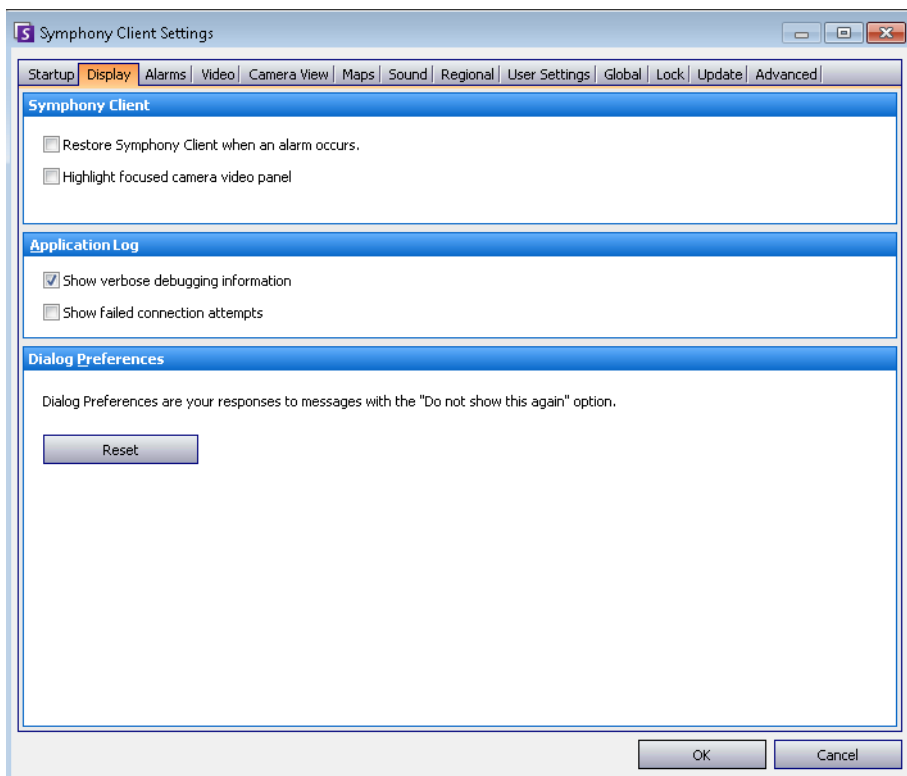 Symphony Client Settings
Startup Display Alarms Video Camera View Maps Sound Regional User Settings Global Lock Update Advanced
Symphony Client
Restore Symphony Client when an alarm occurs.
Highlight focused camera video panel
Application Log
Show verbose debugging information
Show failed connection attempts
Dialog Preferences
Dialog Preferences are your responses to messages with the "Do not show this again" option.
Reset
OK Cancel